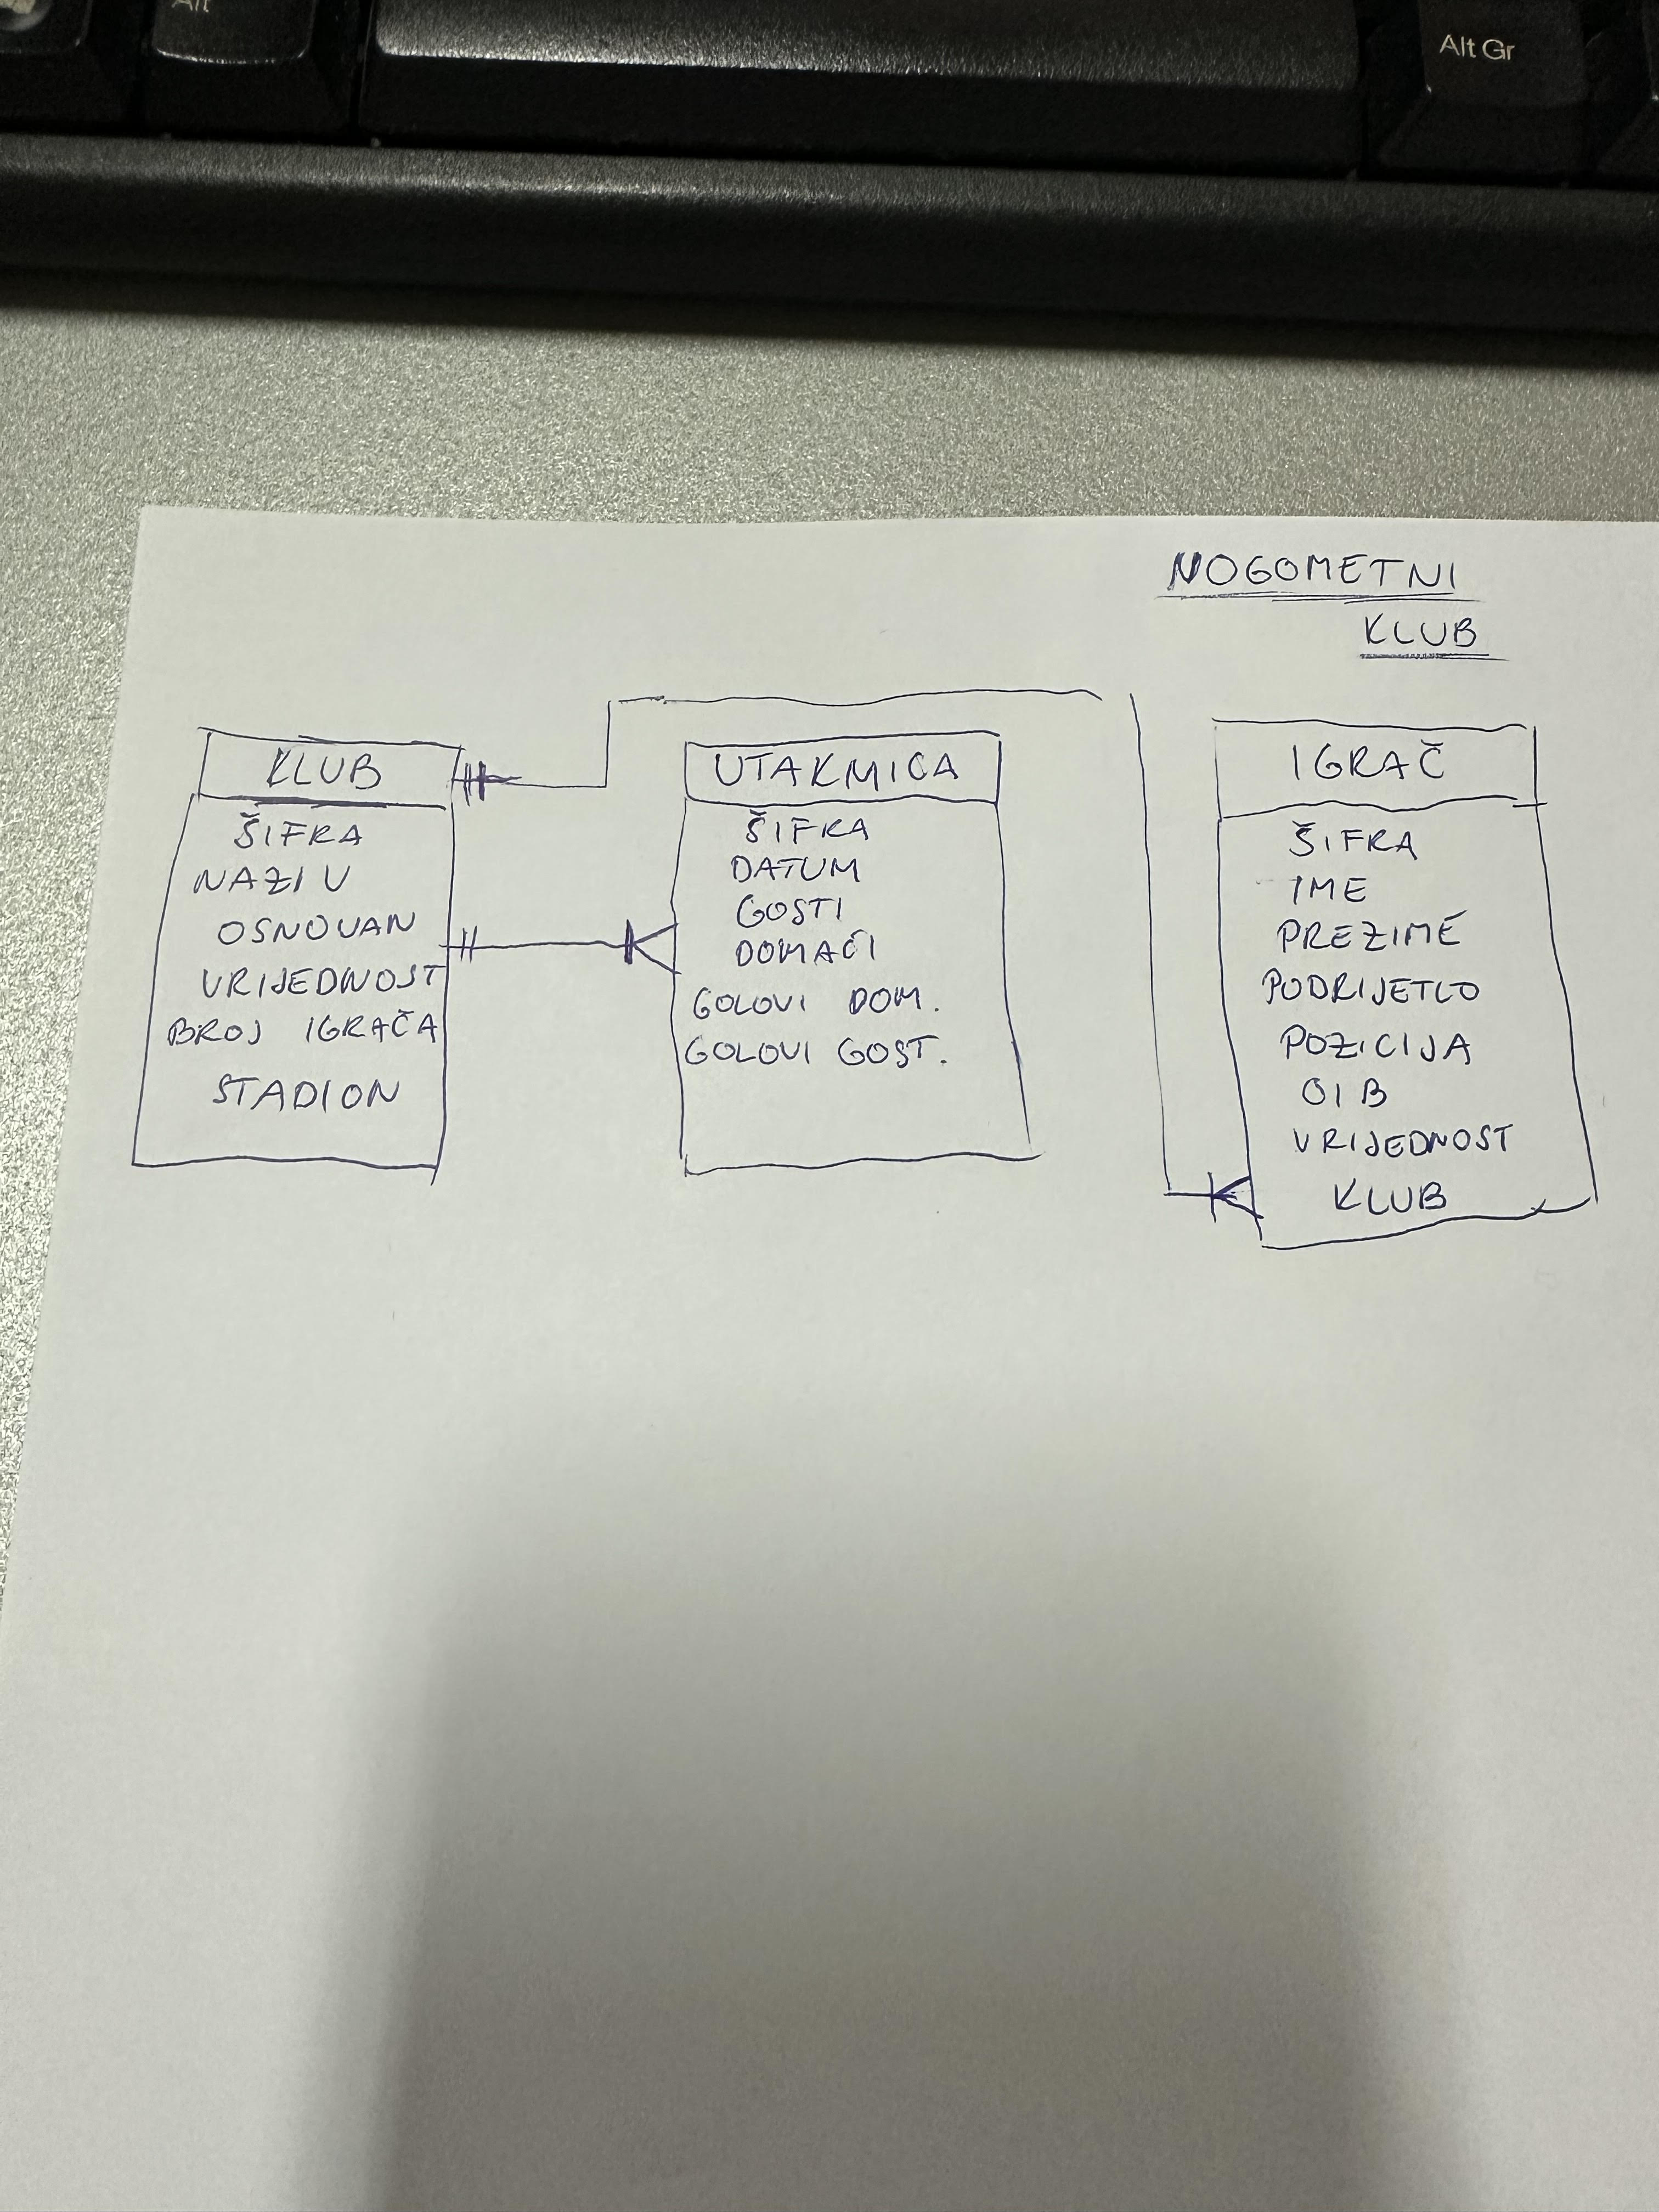 Alt
Alt Gr
NOGOMETNI
KLUB
KLUB
ŠIFRA
NAZIV
OSNOVAN
VRIJEDNOST
BROJ IGRAČA
STADION
UTAKMICA
ŠIFRA
DATUM
GOSTI
DOMAĆI
GOLOVI DOM.
GOLOVI GOST.
IGRAČ
ŠIFRA
IME
PREZIME
PODRIJETLO
POZICIJA
OIB
VRIJEDNOST
KLUB